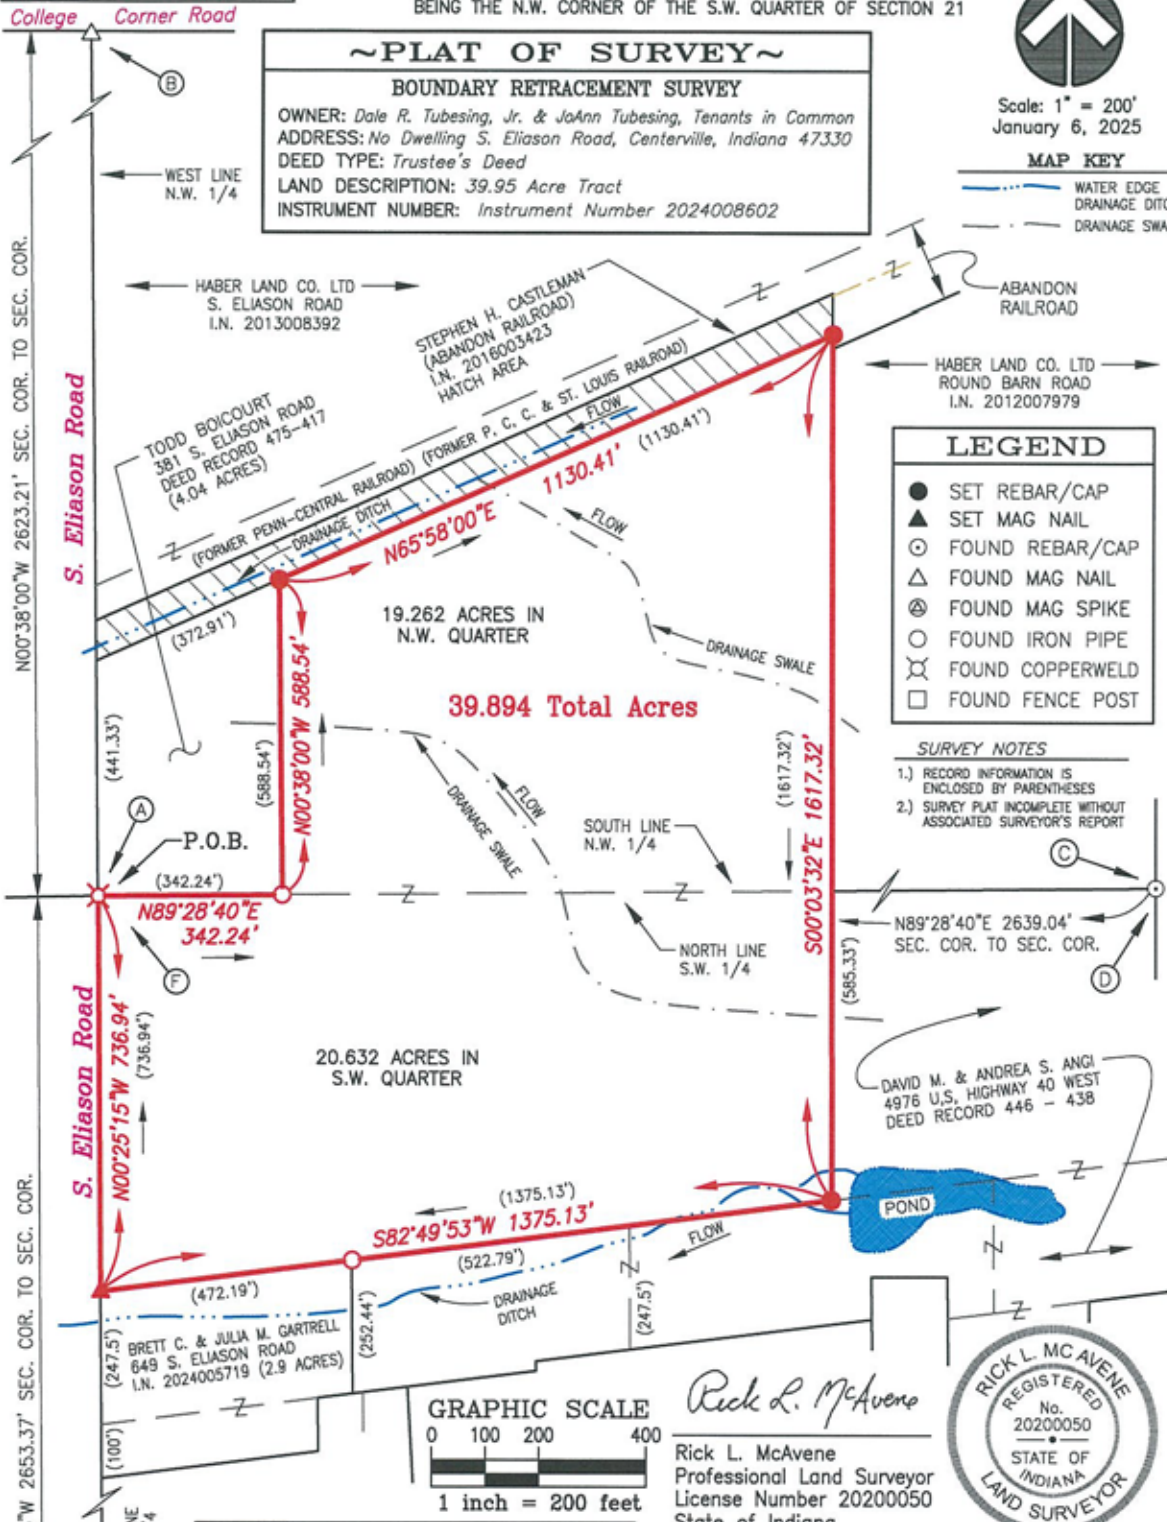 BEING THE N.W. CORNER OF THE S.W. QUARTER OF SECTION 21
College Corner Road
B
~PLAT OF SURVEY~
BOUNDARY RETRACEMENT SURVEY
OWNER: Dale R. Tubesing, Jr. & JoAnn Tubesing, Tenants in Common
ADDRESS: No Dwelling S. Eliason Road, Centerville, Indiana 47330
DEED TYPE: Trustee's Deed
LAND DESCRIPTION: 39.95 Acre Tract
INSTRUMENT NUMBER: Instrument Number 2024008602
Scale: 1" = 200'
January 6, 2025
MAP KEY
WATER EDGE
DRAINAGE DITC
DRAINAGE SWA
WEST LINE
N.W. 1/4
N00°38'00"W 2623.21' SEC. COR. TO SEC. COR.
HABER LAND CO. LTD
S. ELIASON ROAD
I.N. 2013008392
STEPHEN H. CASTLEMAN
(ABANDON RAILROAD)
I.N. 2016003423
HATCH AREA
Z
Z
ABANDON
RAILROAD
HABER LAND CO. LTD
ROUND BARN ROAD
I.N. 2012007979
S. Eliason Road
TODD BOICOURT
381 S. ELIASON ROAD
DEED RECORD 475-417
(4.04 ACRES)
(FORMER PENN-CENTRAL RAILROAD) (FORMER P. C. C. & ST. LOUIS RAILROAD)
Z
FLOW
(1130.41')
1130.41'
N65°58'00"E
DRAINAGE DITCH
FLOW
LEGEND
SET REBAR/CAP
SET MAG NAIL
FOUND REBAR/CAP
FOUND MAG NAIL
FOUND MAG SPIKE
FOUND IRON PIPE
FOUND COPPERWELD
FOUND FENCE POST
(372.91')
19.262 ACRES IN
N.W. QUARTER
DRAINAGE SWALE
39.894 Total Acres
(441.33')
(588.54')
N00°38'00"W 588.54'
(1617.32')
S00°03'32"E 1617.32'
SURVEY NOTES
1.) RECORD INFORMATION IS
ENCLOSED BY PARENTHESES
2.) SURVEY PLAT INCOMPLETE WITHOUT
ASSOCIATED SURVEYOR'S REPORT
DRAINAGE SWALE
FLOW
A
P.O.B.
SOUTH LINE
N.W. 1/4
C
(342.24')
Z
Z
N89°28'40"E
342.24'
N89°28'40"E 2639.04'
SEC. COR. TO SEC. COR.
NORTH LINE
S.W. 1/4
F
D
(585.33')
S. Eliason Road
N00°25'15"W 736.94'
(736.94')
20.632 ACRES IN
S.W. QUARTER
DAVID M. & ANDREA S. ANGI
4976 U.S. HIGHWAY 40 WEST
DEED RECORD 446 - 438
Z
POND
(1375.13')
S82°49'53"W 1375.13'
FLOW
(522.79')
(472.19')
Z
Z
DRAINAGE
DITCH
Z
(247.5')
(252.44')
(247.5')
BRETT C. & JULIA M. GARTRELL
649 S. ELIASON ROAD
I.N. 2024005719 (2.9 ACRES)
Z
(100')
"W 2653.37' SEC. COR. TO SEC. COR.
NE
/4
GRAPHIC SCALE
0 100 200 400
1 inch = 200 feet
Rick L. McAvene
Rick L. McAvene
Professional Land Surveyor
License Number 20200050
State of Indiana
RICK L. MC AVENE
REGISTERED
No.
20200050
STATE OF
INDIANA
LAND SURVEYOR